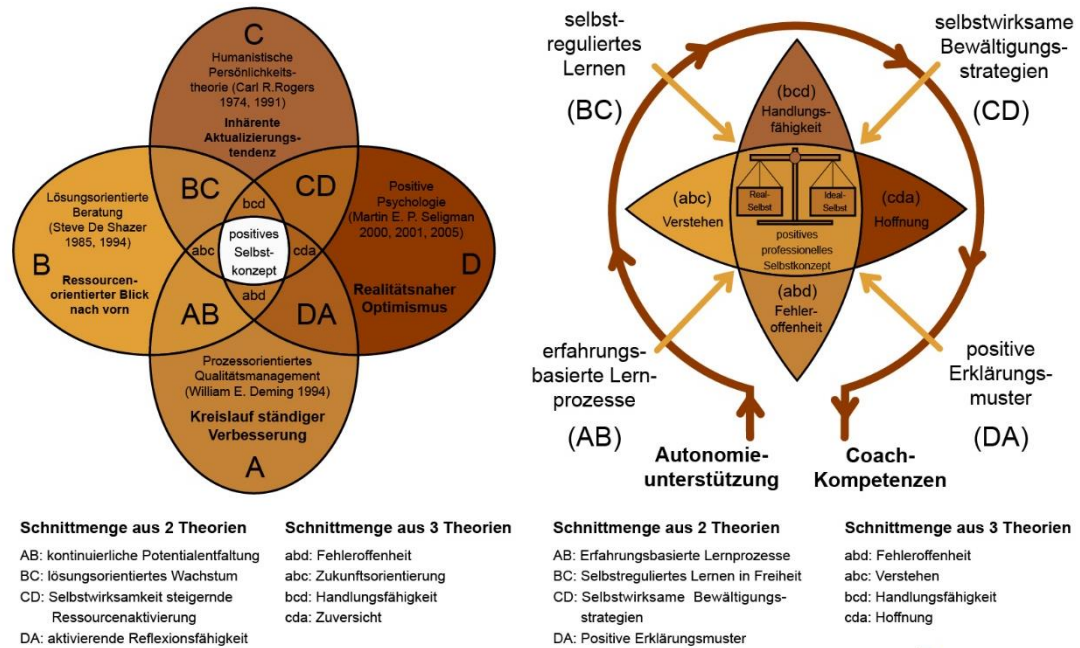 C
Humanistische
Persönlichkeits-
theorie (Carl R.Rogers
1974, 1991)
Inhärente
Aktualizierungs-
tendenz
BC
CD
bcd
Lösungsorientierte
Beratung
(Steve De Shazer
1985, 1994)
B
Ressourcen-
orientierter Blick
nach vorn
abc
positives
Selbst-
konzept
cda
Positive
Psychologie
(Martin E. P. Seligman
2000, 2001, 2005)
D
Realitätsnaher
Optimismus
abd
AB
DA
Prozessorientiertes
Qualitätsmanagement
(William E. Deming 1994)
Kreislauf ständiger
Verbesserung
A
selbst-
reguliertes
Lernen
(BC)
selbstwirksame
Bewältigungs-
strategien
(CD)
(bcd)
Handlungs-
fähigkeit
(abc)
Verstehen
Real-
Selbst
Ideal-
Selbst
positives
professionelles
Selbstkonzept
(cda)
Hoffnung
(abd)
Fehler-
offenheit
erfahrungs-
basierte Lern-
prozesse
(AB)
positive
Erklärungs-
muster
(DA)
Autonomie-
unterstützung
Coach-
Kompetenzen
Schnittmenge aus 2 Theorien
AB: kontinuierliche Potentialentfaltung
BC: lösungsorientiertes Wachstum
CD: Selbstwirksamkeit steigernde
Ressourcenaktivierung
DA: aktivierende Reflexionsfähigkeit
Schnittmenge aus 3 Theorien
abd: Fehleroffenheit
abc: Zukunftsorientierung
bcd: Handlungsfähigkeit
cda: Zuversicht
Schnittmenge aus 2 Theorien
AB: Erfahrungsbasierte Lernprozesse
BC: Selbstreguliertes Lernen in Freiheit
CD: Selbstwirksame Bewältigungs-
strategien
DA: Positive Erklärungsmuster
Schnittmenge aus 3 Theorien
abd: Fehleroffenheit
abc: Verstehen
bcd: Handlungsfähigkeit
cda: Hoffnung